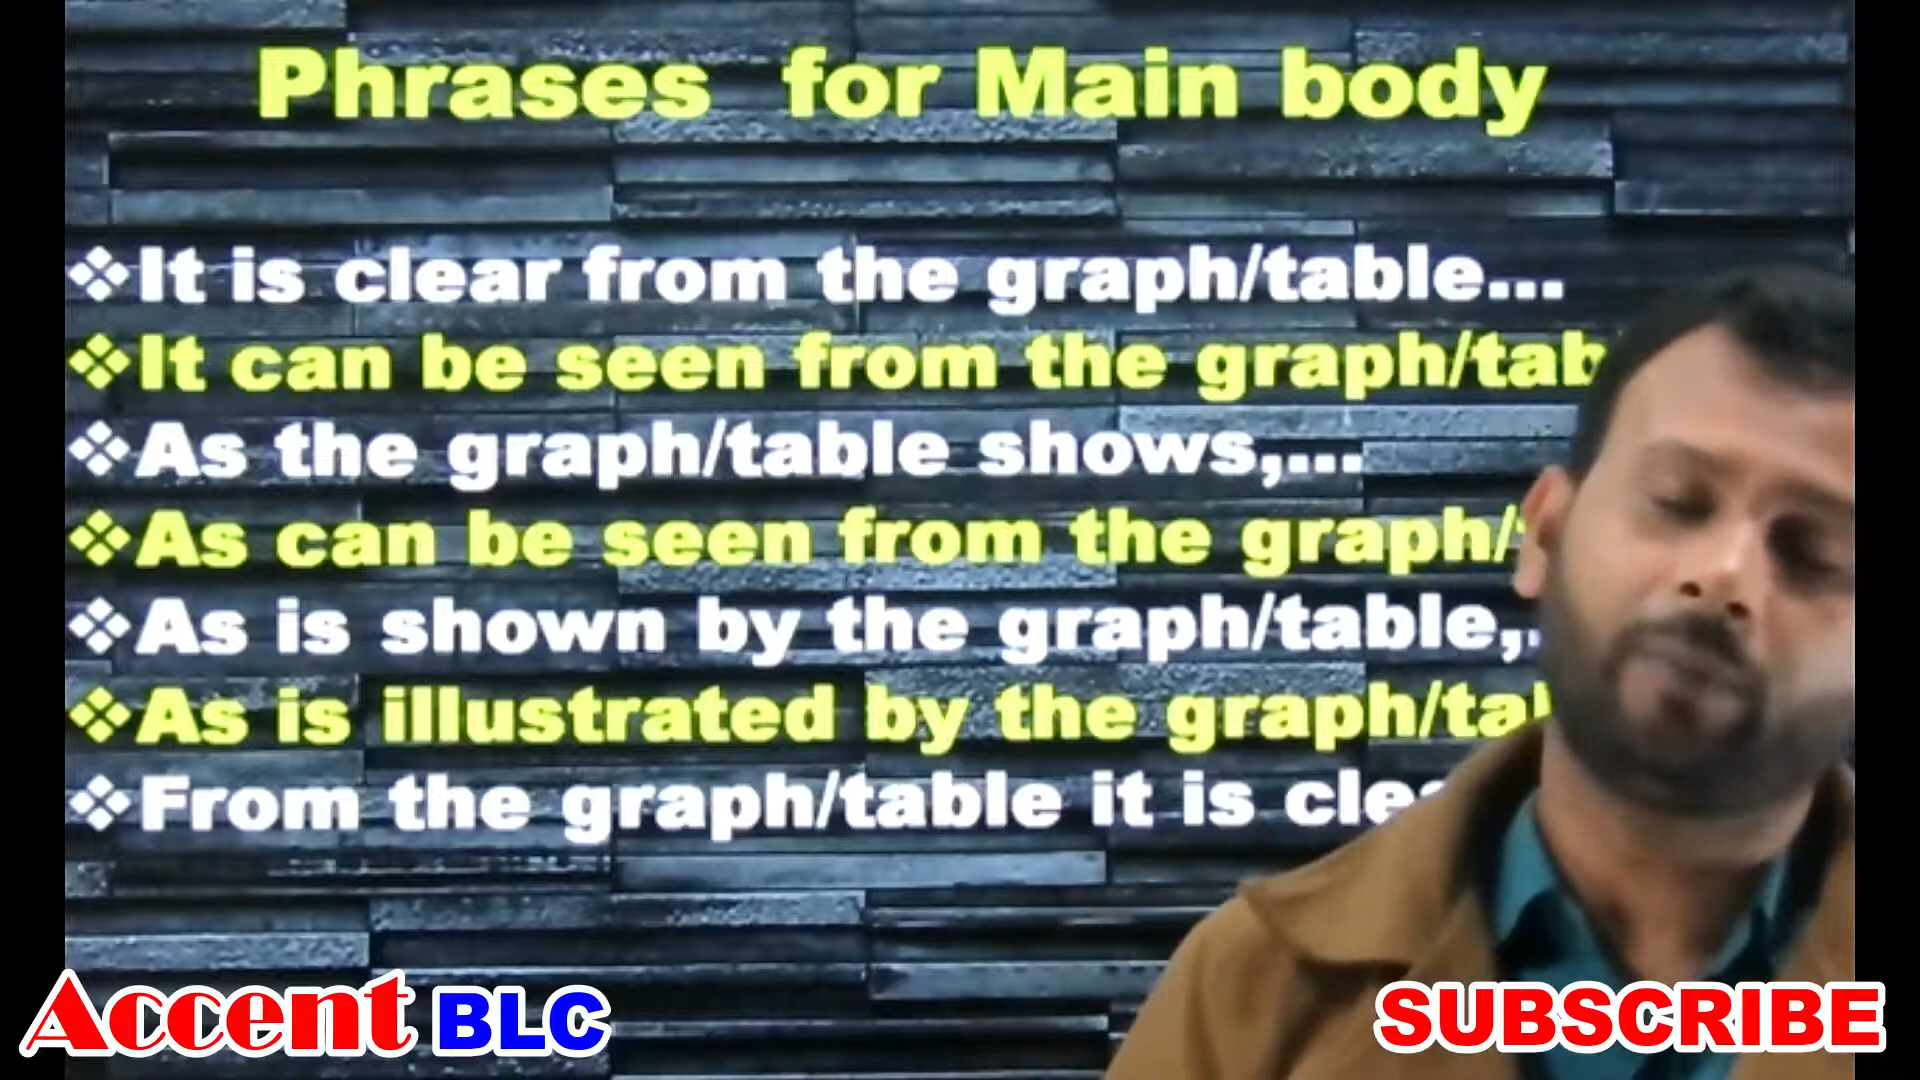 Phrases for Main body
❖It is clear from the graph/table...
❖It can be seen from the graph/tab
❖As the graph/table shows,...
❖As can be seen from the graph/
❖As is shown by the graph/table,.
❖As is illustrated by the graph/ta
❖From the graph/table it is cle
Accent BLC
SUBSCRIBE